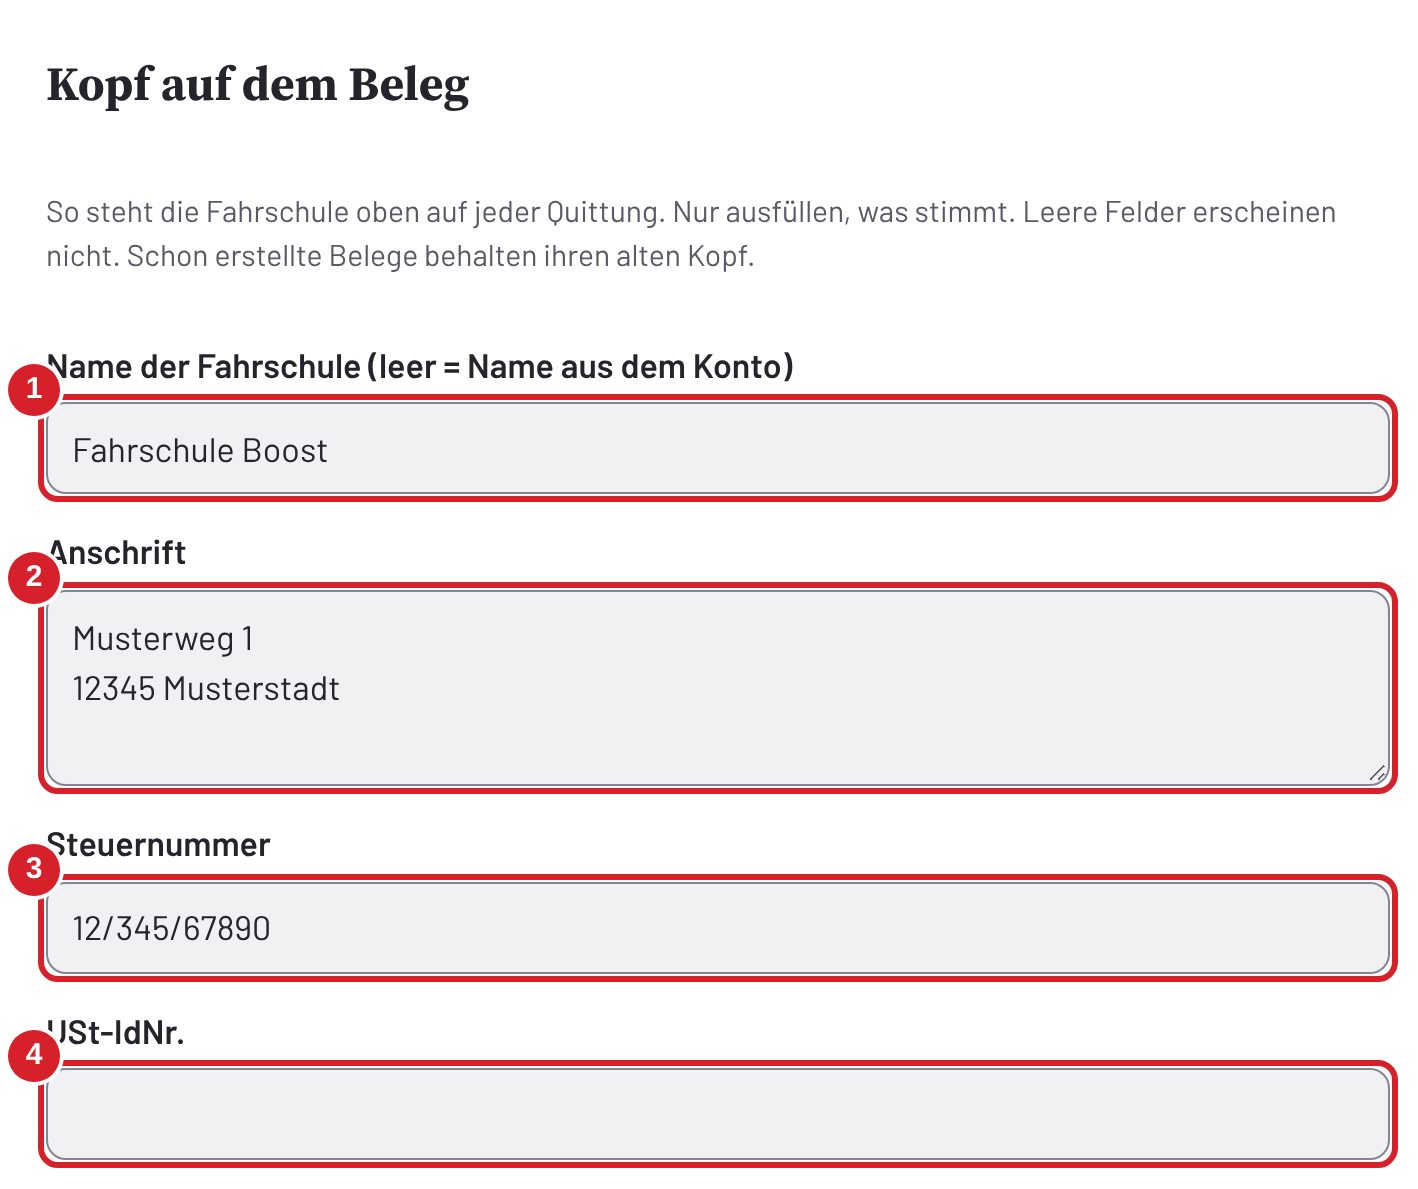 Kopf auf dem Beleg
So steht die Fahrschule oben auf jeder Quittung. Nur ausfüllen, was stimmt. Leere Felder erscheinen
nicht. Schon erstellte Belege behalten ihren alten Kopf.
Name der Fahrschule (leer = Name aus dem Konto)
1
Fahrschule Boost
Anschrift
2
Musterweg 1
12345 Musterstadt
Steuernummer
3
12/345/67890
USt-IdNr.
4